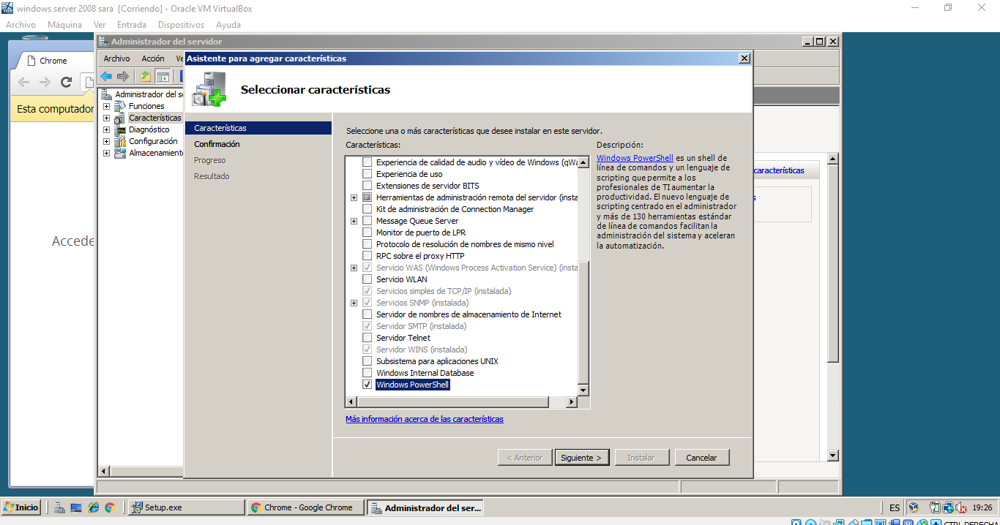 windows server 2008 sara [Corriendo] - Oracle VM VirtualBox
Archivo Máquina Ver Entrada Dispositivos Ayuda
Administrador del servidor
Chrome
Archivo Acción
Asistente para agregar características
Seleccionar características
Esta
Accede
Administrador del
Funciones
Características
Diagnóstico
Configuración
Almacenamiento
Características
Confirmación
Progreso
Resultado
Seleccione una o más características que desee instalar en este servidor.
Características:
Experiencia de calidad de audio y vídeo de Windows (qWa
Experiencia de uso
Extensiones de servidor BITS
Herramientas de administración remota del servidor (insta
Kit de administración de Connection Manager
Message Queue Server
Monitor de puerto de LPR
Protocolo de resolución de nombres de mismo nivel
RPC sobre el proxy HTTP
Servicio WAS (Windows Process Activation Service) (insta
Servicio WLAN
Servicios simples de TCP/IP (instalada)
Servicios SNMP (instalada)
Servidor de nombres de almacenamiento de Internet
Servidor SMTP (instalada)
Servidor Telnet
Servidor WINS (instalada)
Subsistema para aplicaciones UNIX
Windows Internal Database
Windows PowerShell
Descripción:
Windows PowerShell es un shell de
línea de comandos y un lenguaje de
scripting que permite a los
profesionales de TI aumentar la
productividad. El nuevo lenguaje de
scripting centrado en el administrador
y más de 130 herramientas estándar
de línea de comandos facilitan la
administración del sistema y aceleran
la automatización.
características
Más información acerca de las características
< Anterior Siguiente > Instalar Cancelar
Inicio Setup.exe Chrome - Google Chrome Administrador del ser... ES 19:26
CTRL DERECHA